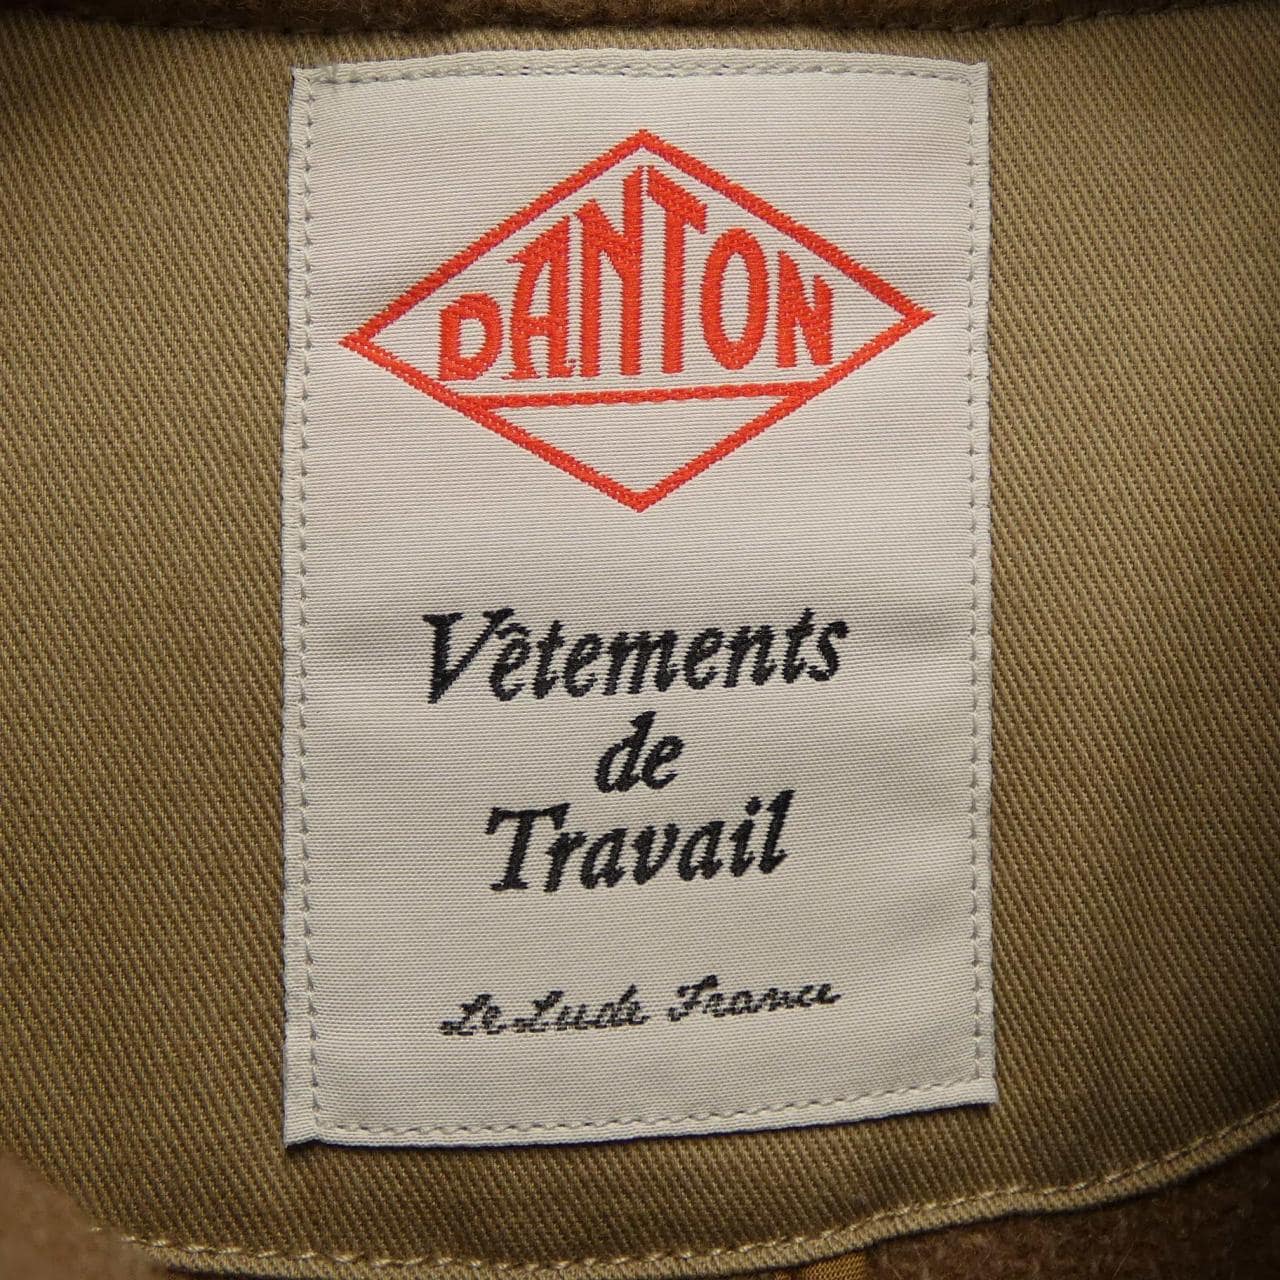 DANTON
Vêtements
de
Travail
Le Lude France